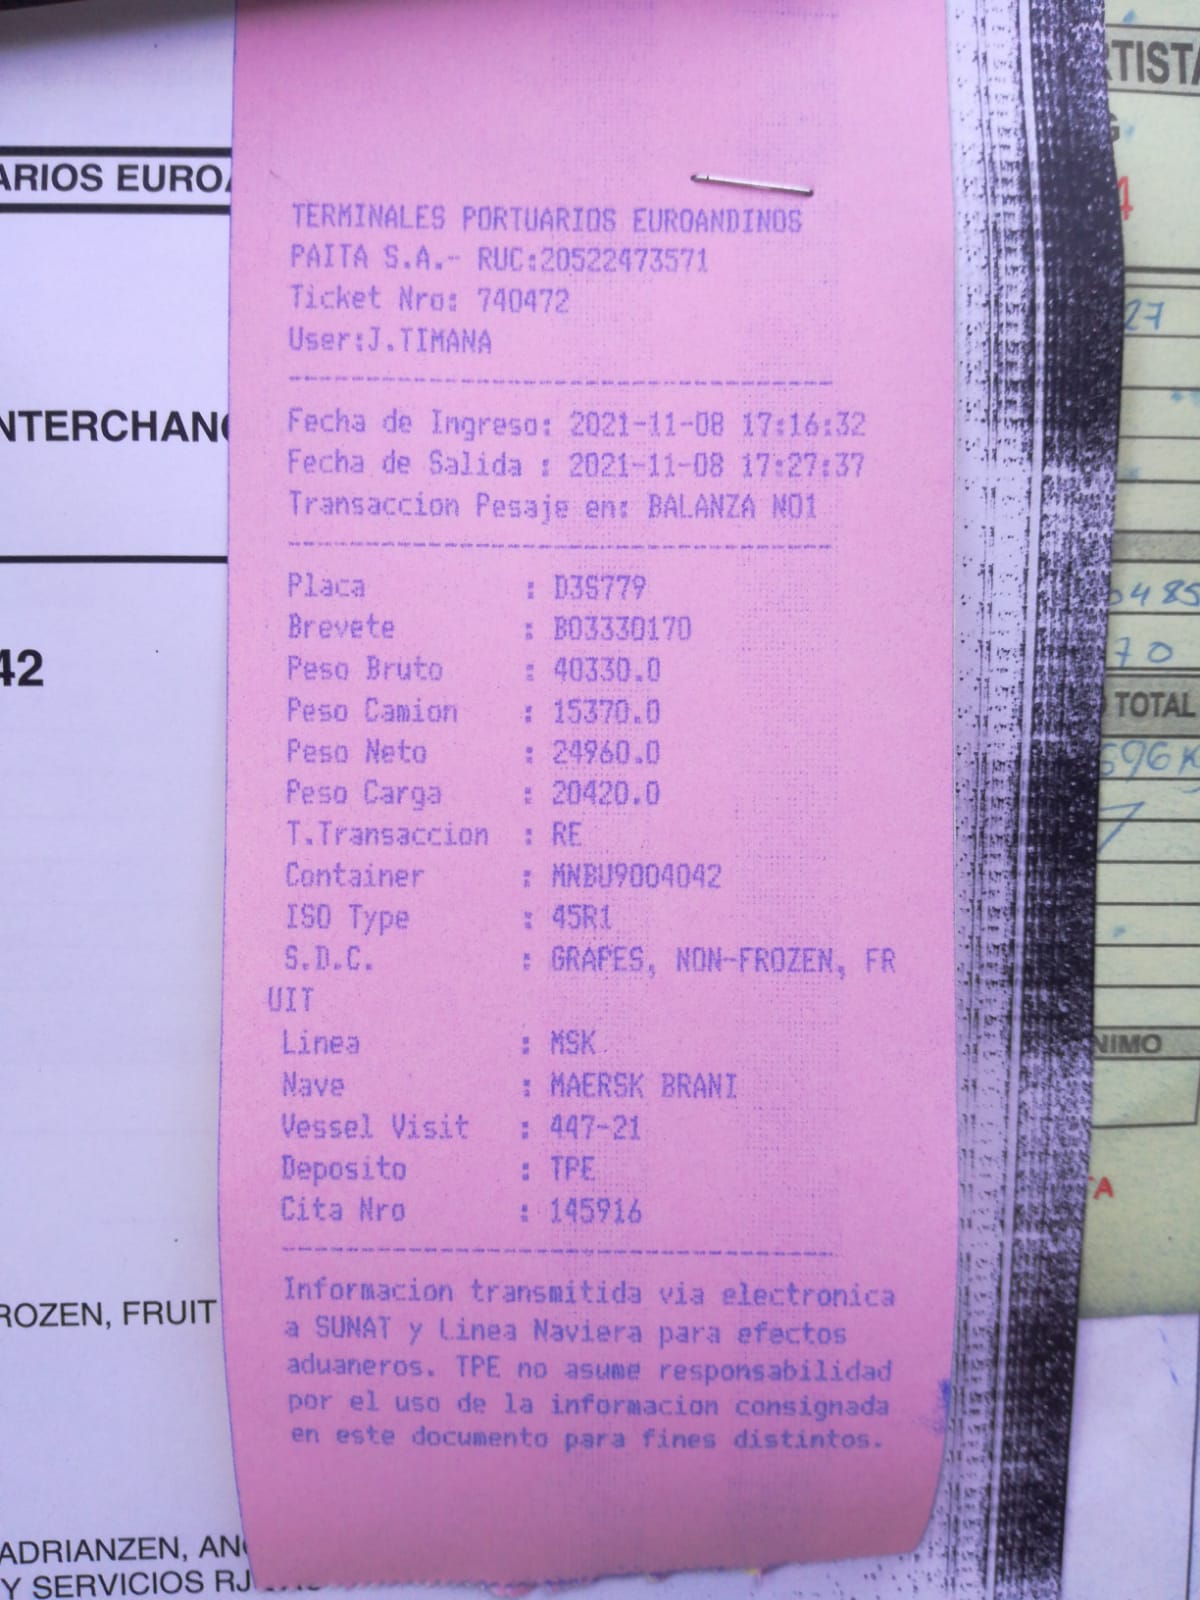 ARIOS EURO
NTERCHAN
42
ROZEN, FRUIT
ADRIANZEN,
Y SERVICIOS
TERMINALES PORTUARIOS EUROANDINOS
PAITA S.A.- RUC:20522473571
Ticket Nro: 740472
User:J.TIMANA
Fecha de Ingreso: 2021-11-08 17:16:32
Fecha de Salida : 2021-11-08 17:27:37
Transaccion Pesaje en: BALANZA NO1
Placa : D3S779
Brevete : B03330170
Peso Bruto : 40330.0
Peso Camion : 15370.0
Peso Neto : 24960.0
Peso Carga : 20420.0
T.Transaccion : RE
Container : MNBU9004042
ISO Type : 45R1
S.D.C. : GRAPES, NON-FROZEN, FR
UIT
Linea : MSK
Nave : MAERSK BRANI
Vessel Visit : 447-21
Deposito : TPE
Cita Nro : 145916
Informacion transmitida via electronica
a SUNAT y Linea Naviera para efectos
aduaneros. TPE no asume responsabilidad
por el uso de la informacion consignada
en este documento para fines distintos.
RTISTA
27
0485
70
TOTAL
NIMO